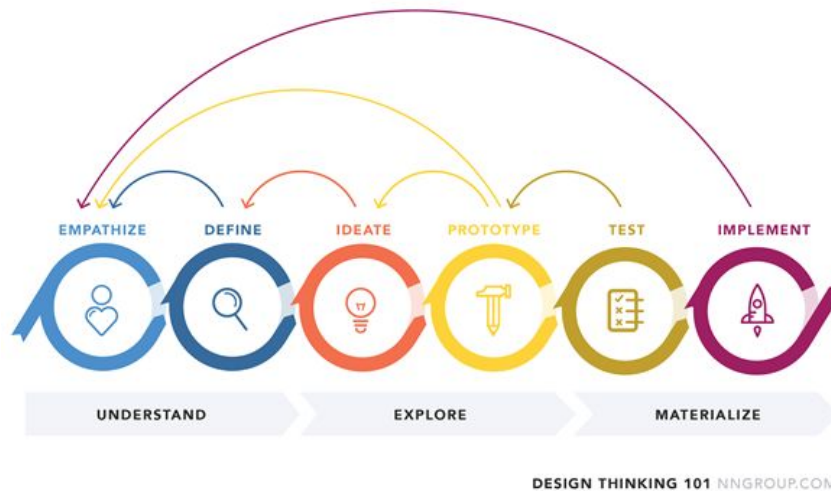 EMPATHIZE DEFINE IDEATE PROTOTYPE TEST IMPLEMENT
UNDERSTAND EXPLORE MATERIALIZE
DESIGN THINKING 101 NNGROUP.COM